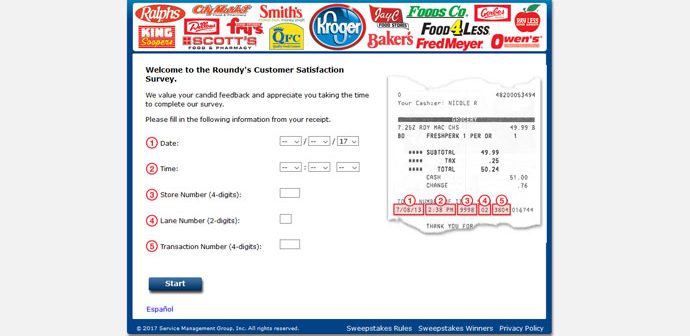 Ralphs
City Market
FOOD & PHARMACY
Smith's
Kroger
JayC
FOOD STORES
Foods Co.
Gerbes
PAY LESS
KING
Soopers
Dillons
fry's
SCOTT'S
FOOD & PHARMACY
QFC
Baker's
FOOD 4 LESS
Fred Meyer
Owen's
Welcome to the Roundy's Customer Satisfaction
Survey.
We value your candid feedback and appreciate you taking the time
to complete our survey.
Please fill in the following information from your receipt.
1 Date: -- / -- / 17
2 Time: -- : -- --
3 Store Number (4-digits):
4 Lane Number (2-digits):
5 Transaction Number (4-digits):
Start
Español
0 48200053494
Your Cashier: NICOLE R
GROCERY
7.25Z RDY MAC CHS 49.99 B
BO FRESHPERK 1 PER OR 1
**** SUBTOTAL 49.99
**** TAX .25
**** TOTAL 50.24
CASH 51.00
CHANGE .76
1 2 3 4 5
7/08/13 2:38 PM 9998 02 3604 016744
THANK YOU FOR
© 2017 Service Management Group, Inc. All rights reserved.
Sweepstakes Rules Sweepstakes Winners Privacy Policy